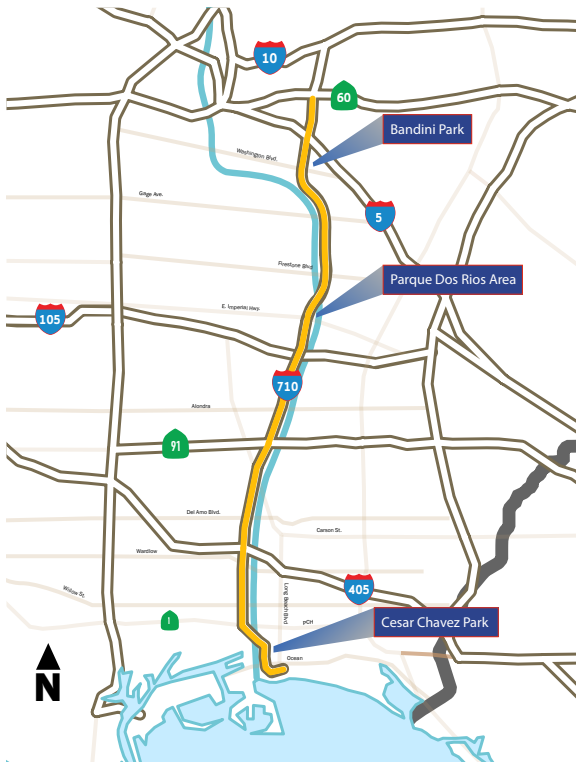 10
60
Bandini Park
Washington Blvd.
Gage Ave.
5
Firestone Blvd
Parque Dos Rios Area
E. Imperial Hwy.
105
710
Alondra
91
Del Amo Blvd.
Carson St.
Wardlow
Willow St.
405
Long Beach Blvd
1
PCH
Cesar Chavez Park
Ocean
N